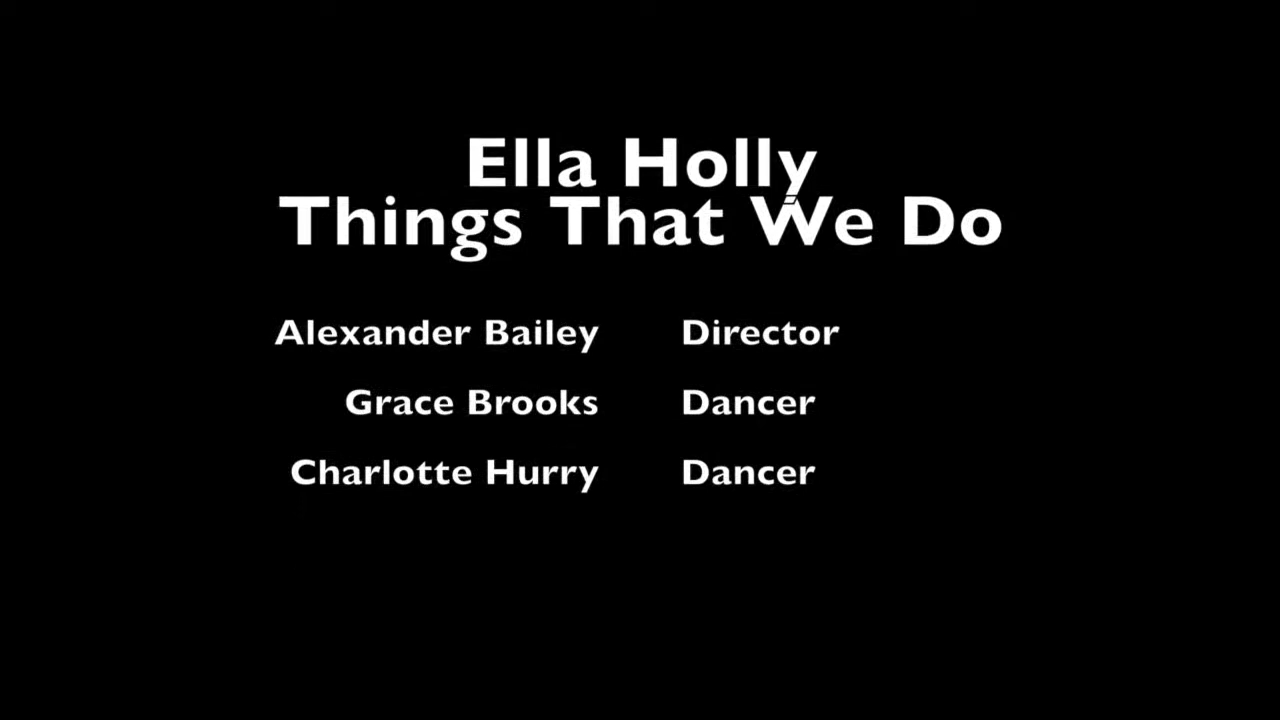 Ella Holly
Things That We Do
Alexander Bailey Director
Grace Brooks Dancer
Charlotte Hurry Dancer